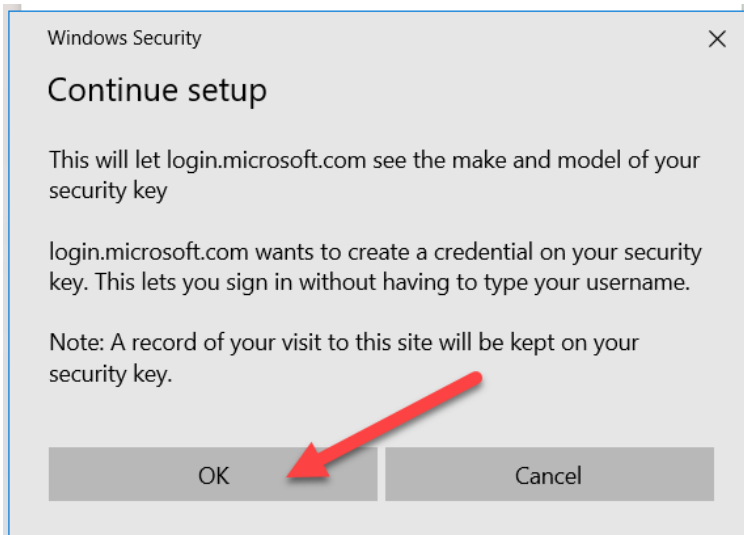 Windows Security
Continue setup
This will let login.microsoft.com see the make and model of your
security key
login.microsoft.com wants to create a credential on your security
key. This lets you sign in without having to type your username.
Note: A record of your visit to this site will be kept on your
security key.
OK
Cancel